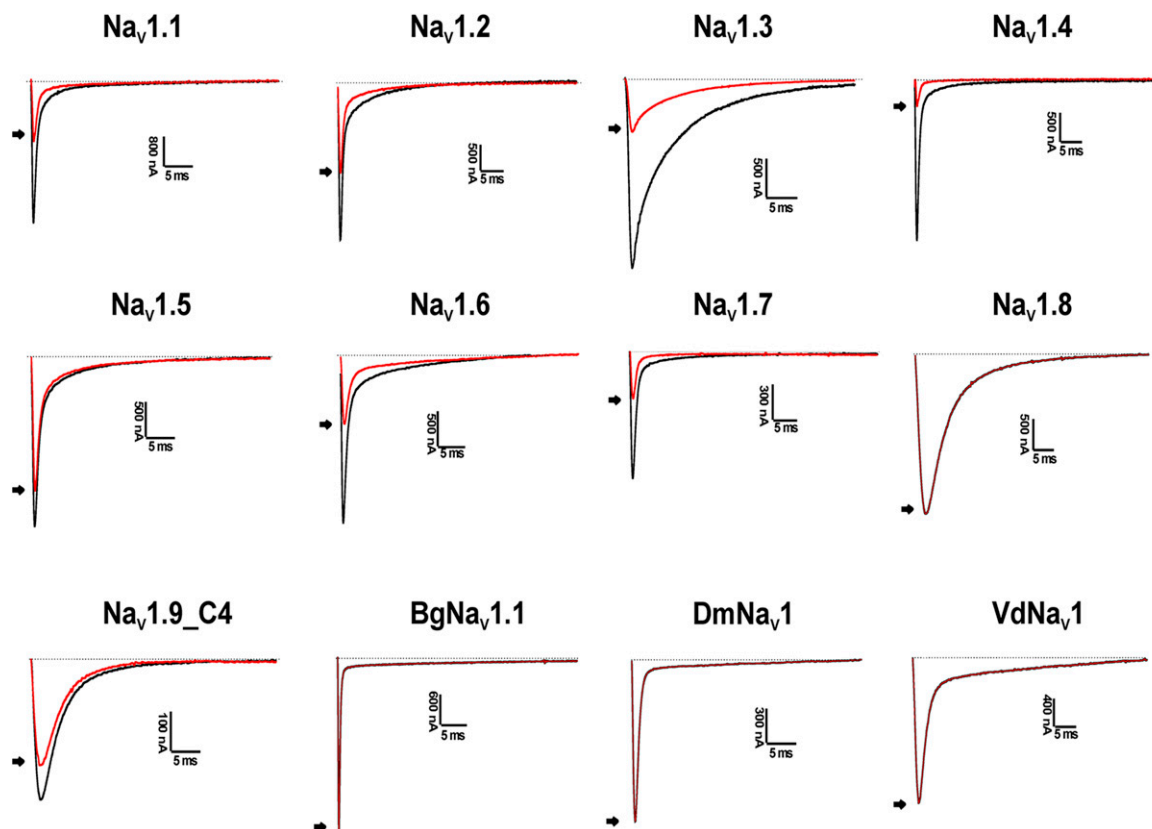 Naᵥ1.1
Naᵥ1.2
Naᵥ1.3
Naᵥ1.4
800 nA
5 ms
500 nA
5 ms
500 nA
5 ms
500 nA
5 ms
Naᵥ1.5
Naᵥ1.6
Naᵥ1.7
Naᵥ1.8
500 nA
5 ms
500 nA
5 ms
300 nA
5 ms
500 nA
5 ms
Naᵥ1.9_C4
BgNaᵥ1.1
DmNaᵥ1
VdNaᵥ1
100 nA
5 ms
600 nA
5 ms
300 nA
5 ms
400 nA
5 ms